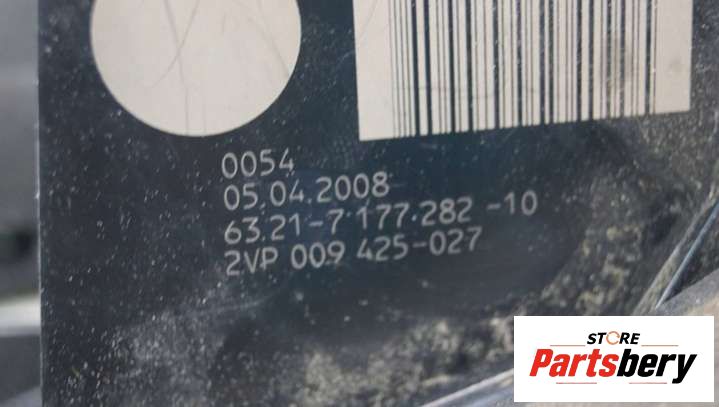 0054
05.04.2008
63.21-7·177·282-10
2VP 009 425-027
STORE
Partsbery